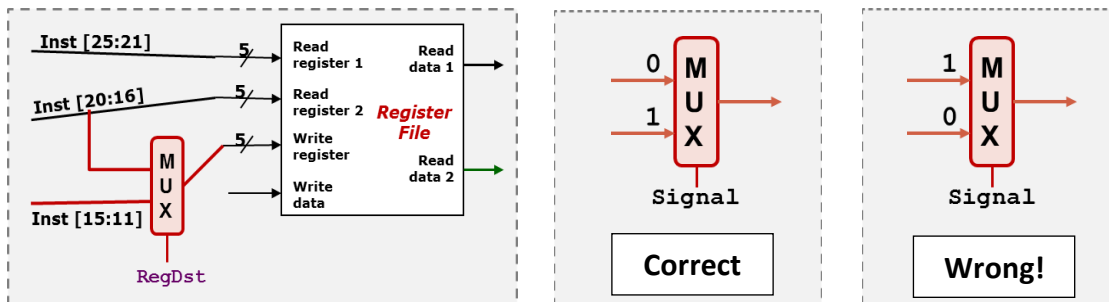 Inst [25:21]
5
Read
register 1
Read
data 1
Inst [20:16]
5
Read
register 2
Register
File
5
Write
register
M
U
X
Read
data 2
Write
data
Inst [15:11]
RegDst
0
1
M
U
X
Signal
Correct
1
0
M
U
X
Signal
Wrong!